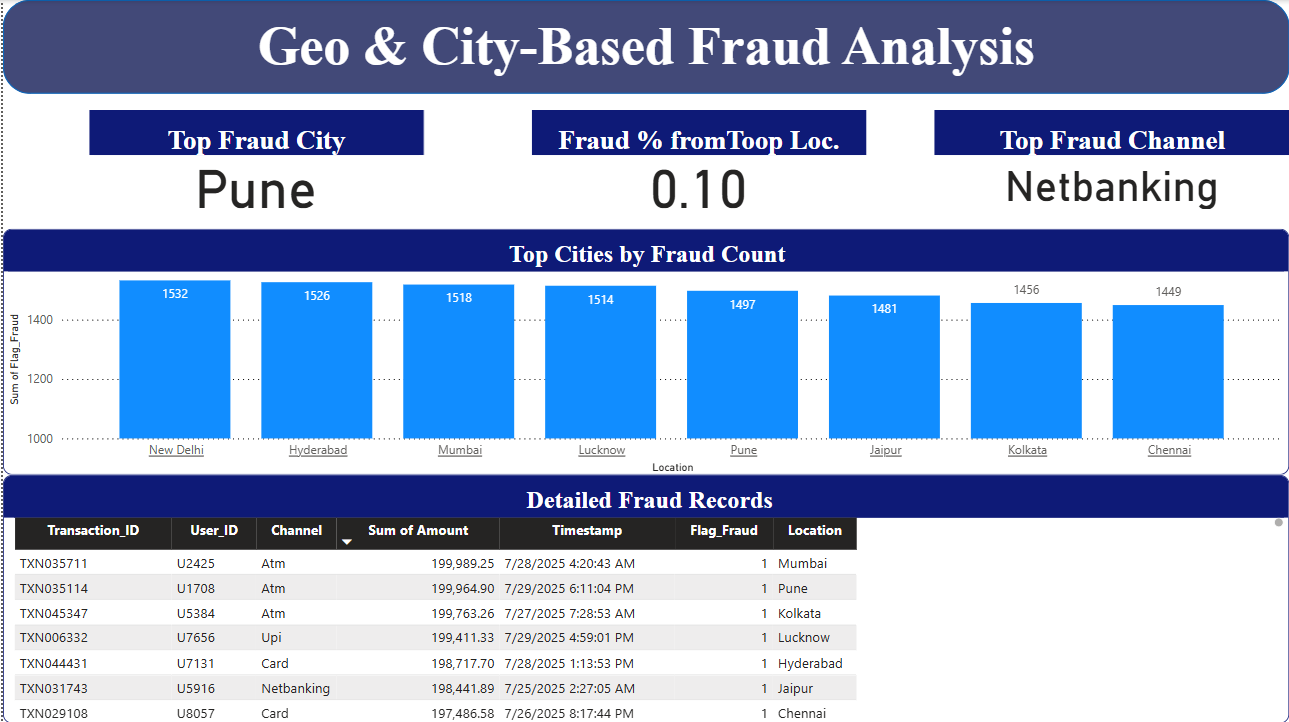 Geo & City-Based Fraud Analysis
Top Fraud City
Fraud % fromToop Loc.
Top Fraud Channel
Pune
0.10
Netbanking
Top Cities by Fraud Count
Sum of Flag_Fraud
1400
1200
1000
1532
1526
1518
1514
1497
1481
1456
1449
New Delhi
Hyderabad
Mumbai
Lucknow
Pune
Jaipur
Kolkata
Chennai
Location
Detailed Fraud Records
Transaction_ID User_ID Channel Sum of Amount Timestamp Flag_Fraud Location
TXN035711 U2425 Atm 199,989.25 7/28/2025 4:20:43 AM 1 Mumbai
TXN035114 U1708 Atm 199,964.90 7/29/2025 6:11:04 PM 1 Pune
TXN045347 U5384 Atm 199,763.26 7/27/2025 7:28:53 AM 1 Kolkata
TXN006332 U7656 Upi 199,411.33 7/29/2025 4:59:01 PM 1 Lucknow
TXN044431 U7131 Card 198,717.70 7/28/2025 1:13:53 PM 1 Hyderabad
TXN031743 U5916 Netbanking 198,441.89 7/25/2025 2:27:05 AM 1 Jaipur
TXN029108 U8057 Card 197,486.58 7/26/2025 8:17:44 PM 1 Chennai